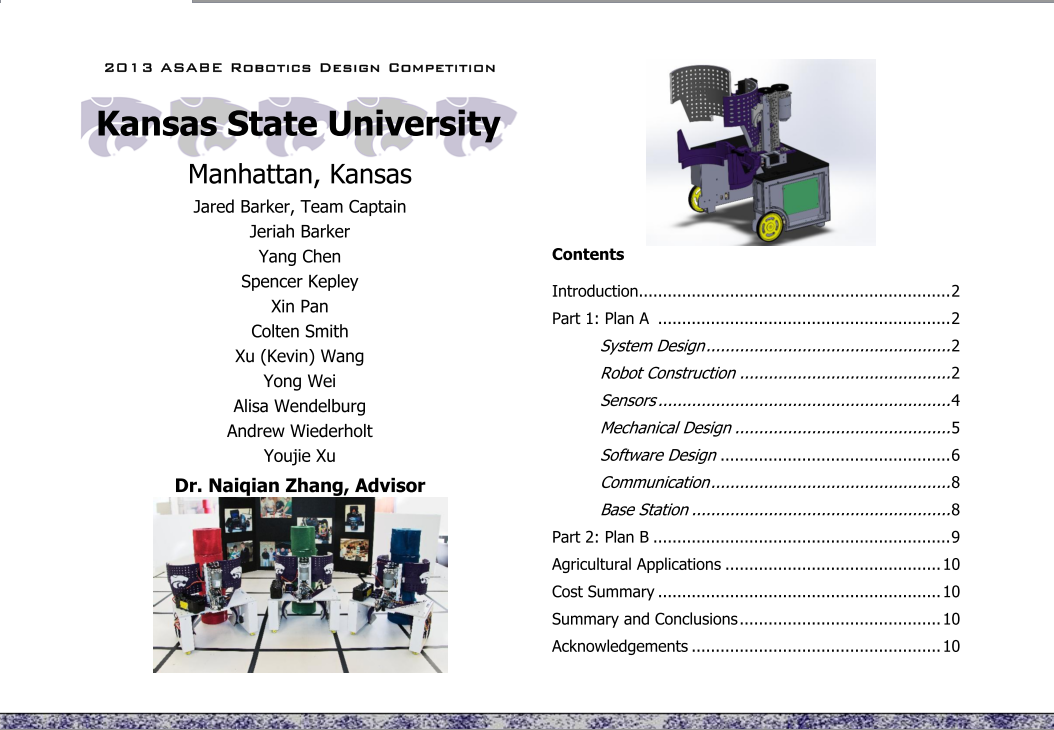 2013 ASABE Robotics Design Competition
Kansas State University
Manhattan, Kansas
Jared Barker, Team Captain
Jeriah Barker
Yang Chen
Spencer Kepley
Xin Pan
Colten Smith
Xu (Kevin) Wang
Yong Wei
Alisa Wendelburg
Andrew Wiederholt
Youjie Xu
Dr. Naiqian Zhang, Advisor
Contents
Introduction.................................................................2
Part 1: Plan A .............................................................2
System Design...................................................2
Robot Construction ............................................2
Sensors.............................................................4
Mechanical Design .............................................5
Software Design ................................................6
Communication..................................................8
Base Station ......................................................8
Part 2: Plan B ..............................................................9
Agricultural Applications .............................................10
Cost Summary ...........................................................10
Summary and Conclusions..........................................10
Acknowledgements ....................................................10